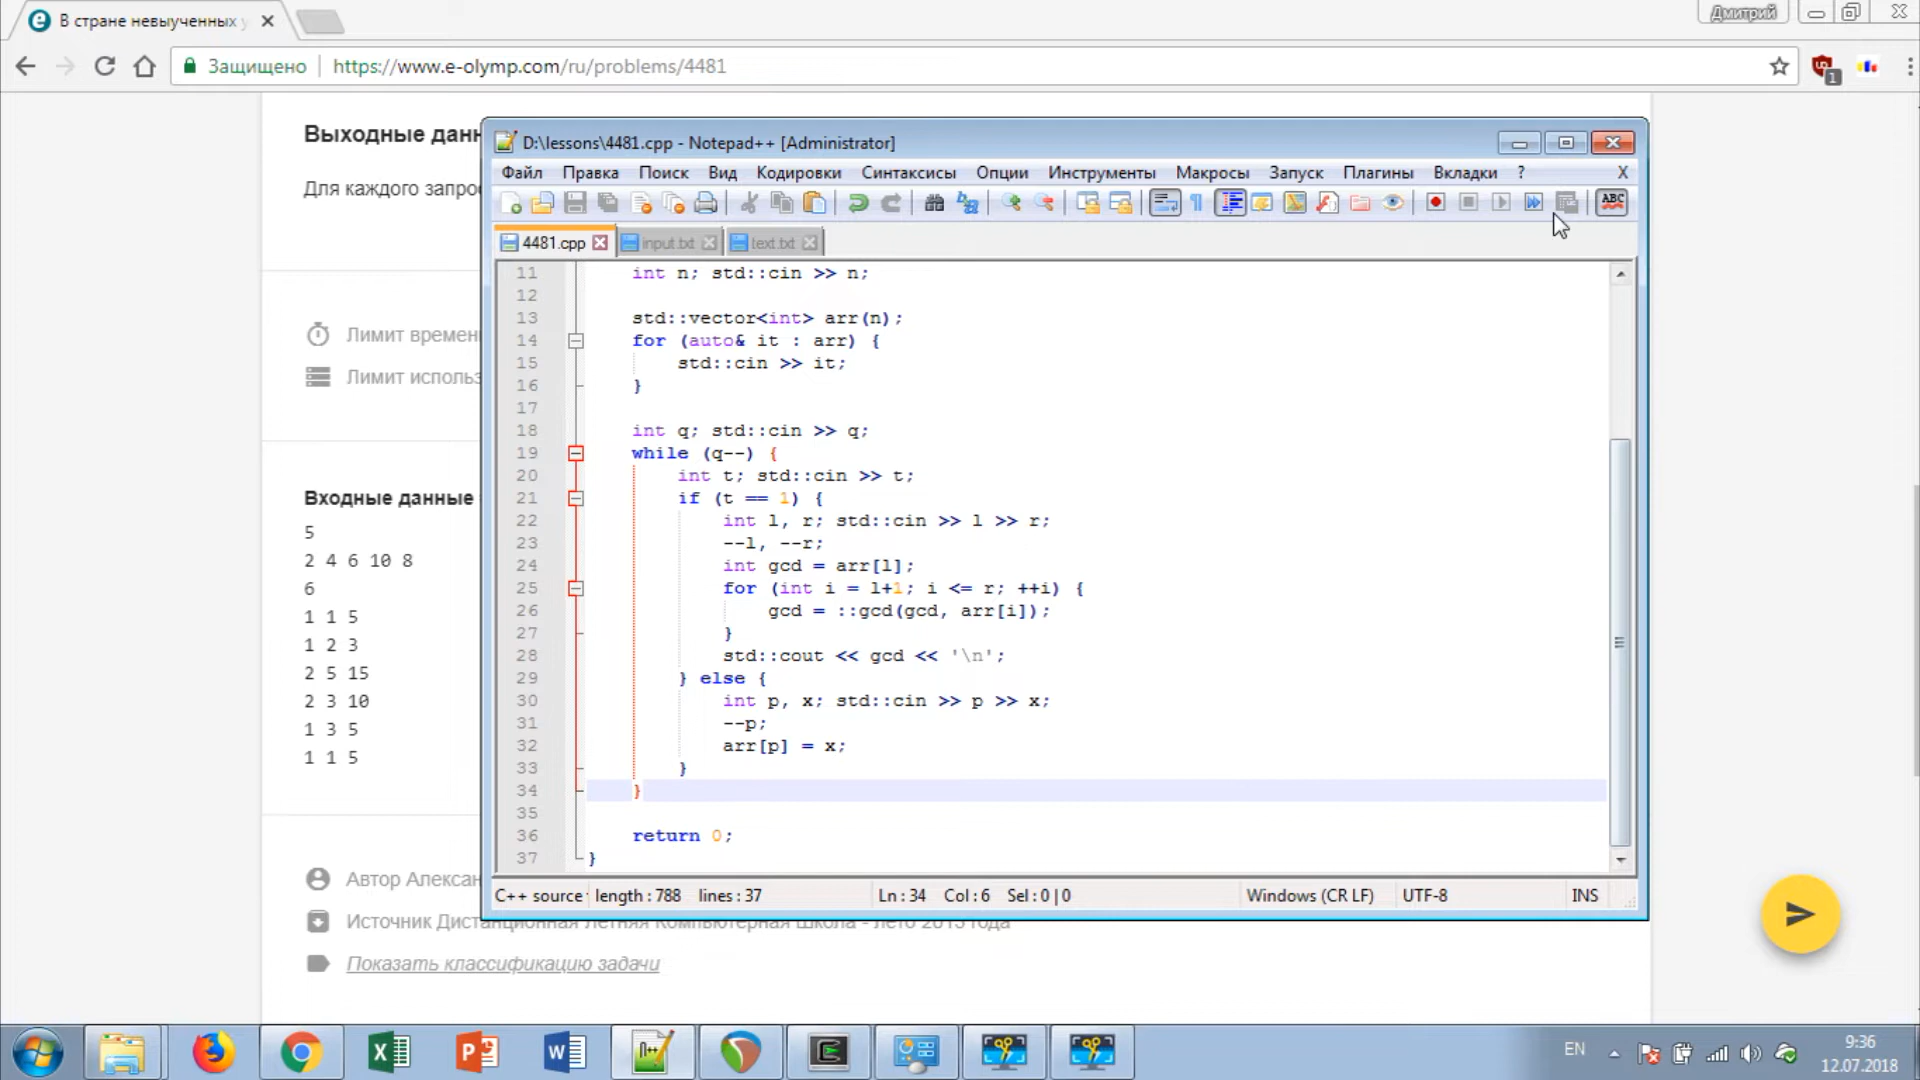 В стране невыученных
Дмитрий
Защищено
https://www.e-olymp.com/ru/problems/4481
1
Выходные данн
Для каждого запро
Лимит времен
Лимит использ
Входные данные
5
2 4 6 10 8
6
1 1 5
1 2 3
2 5 15
2 3 10
1 3 5
1 1 5
Автор Алексан
Источник Дистанционная Летняя Компьютерная Школа - лето 2013 года
Показать классификацию задачи
D:\lessons\4481.cpp - Notepad++ [Administrator]
Файл Правка Поиск Вид Кодировки Синтаксисы Опции Инструменты Макросы Запуск Плагины Вкладки ? X
ABC
4481.cpp input.txt text.txt
11 int n; std::cin >> n;
12
13 std::vector<int> arr(n);
14 for (auto& it : arr) {
15 std::cin >> it;
16 }
17
18 int q; std::cin >> q;
19 while (q--) {
20 int t; std::cin >> t;
21 if (t == 1) {
22 int l, r; std::cin >> l >> r;
23 --l, --r;
24 int gcd = arr[l];
25 for (int i = l+1; i <= r; ++i) {
26 gcd = ::gcd(gcd, arr[i]);
27 }
28 std::cout << gcd << '\n';
29 } else {
30 int p, x; std::cin >> p >> x;
31 --p;
32 arr[p] = x;
33 }
34 }
35
36 return 0;
37 }
C++ source length : 788 lines : 37 Ln : 34 Col : 6 Sel : 0 | 0 Windows (CR LF) UTF-8 INS
EN
9:36
12.07.2018